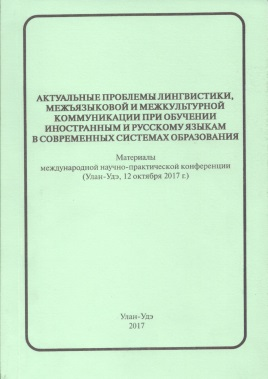 АКТУАЛЬНЫЕ ПРОБЛЕМЫ ЛИНГВИСТИКИ,
МЕЖЪЯЗЫКОВОЙ И МЕЖКУЛЬТУРНОЙ
КОММУНИКАЦИИ ПРИ ОБУЧЕНИИ
ИНОСТРАННЫМ И РУССКОМУ ЯЗЫКАМ
В СОВРЕМЕННЫХ СИСТЕМАХ ОБРАЗОВАНИЯ
Материалы
международной научно-практической конференции
(Улан-Удэ, 12 октября 2017 г.)
Улан-Удэ
2017